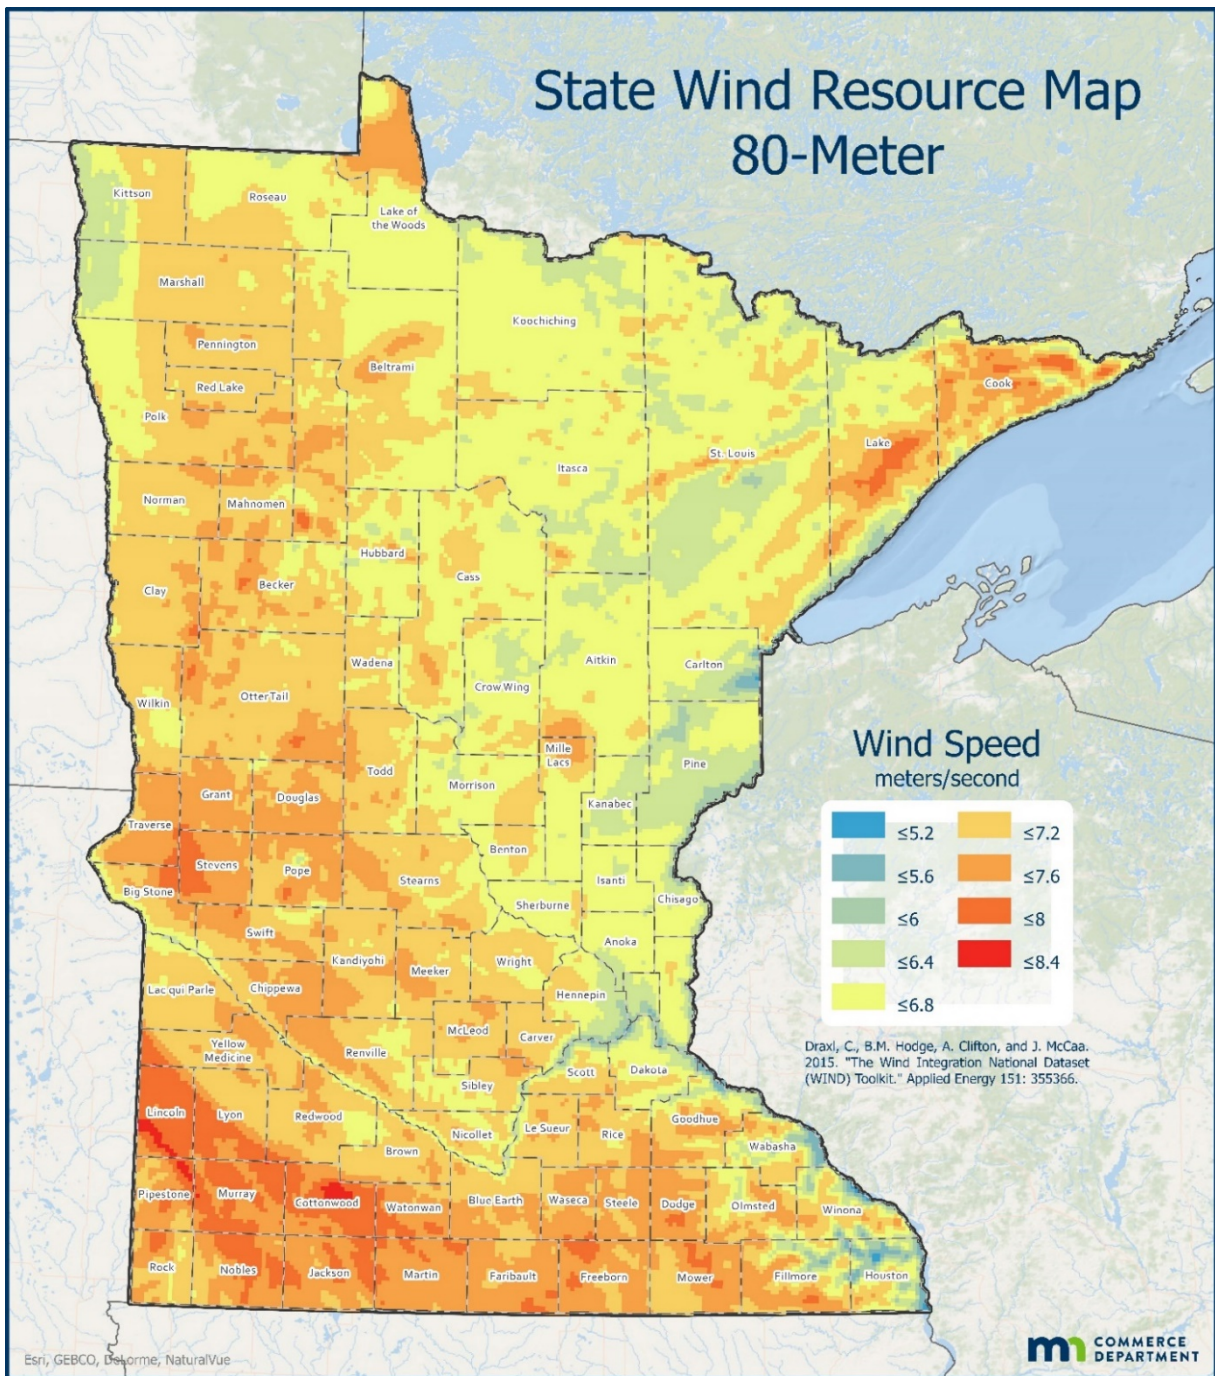 State Wind Resource Map
80-Meter
Kittson
Roseau
Lake of
the Woods
Marshall
Koochiching
Pennington
Beltrami
Red Lake
Cook
Polk
Lake
St. Louis
Itasca
Norman
Mahnomen
Hubbard
Cass
Clay
Becker
Wadena
Aitkin
Carlton
Crow Wing
OtterTail
Wilkin
Wind Speed
meters/second
≤5.2
≤7.2
≤5.6
≤7.6
≤6
≤8
≤6.4
≤8.4
≤6.8
Mille
Lacs
Pine
Todd
Morrison
Grant
Douglas
Kanabec
Traverse
Benton
Stevens
Pope
Stearns
Isanti
Big Stone
Sherburne
Chisago
Swift
Anoka
Kandiyohi
Meeker
Wright
Lac qui Parle
Chippewa
Hennepin
McLeod
Carver
Yellow
Medicine
Renville
Scott
Dakota
Sibley
Draxl, C., B.M. Hodge, A. Clifton, and J. McCaa.
2015. "The Wind Integration National Dataset
(WIND) Toolkit." Applied Energy 151: 355366.
Lincoln
Lyon
Redwood
Nicollet
Le Sueur
Rice
Goodhue
Wabasha
Brown
Pipestone
Murray
Cottonwood
Watonwan
Blue Earth
Waseca
Steele
Dodge
Olmsted
Winona
Rock
Nobles
Jackson
Martin
Faribault
Freeborn
Mower
Fillmore
Houston
Esri, GEBCO, DeLorme, NaturalVue
mn COMMERCE
DEPARTMENT